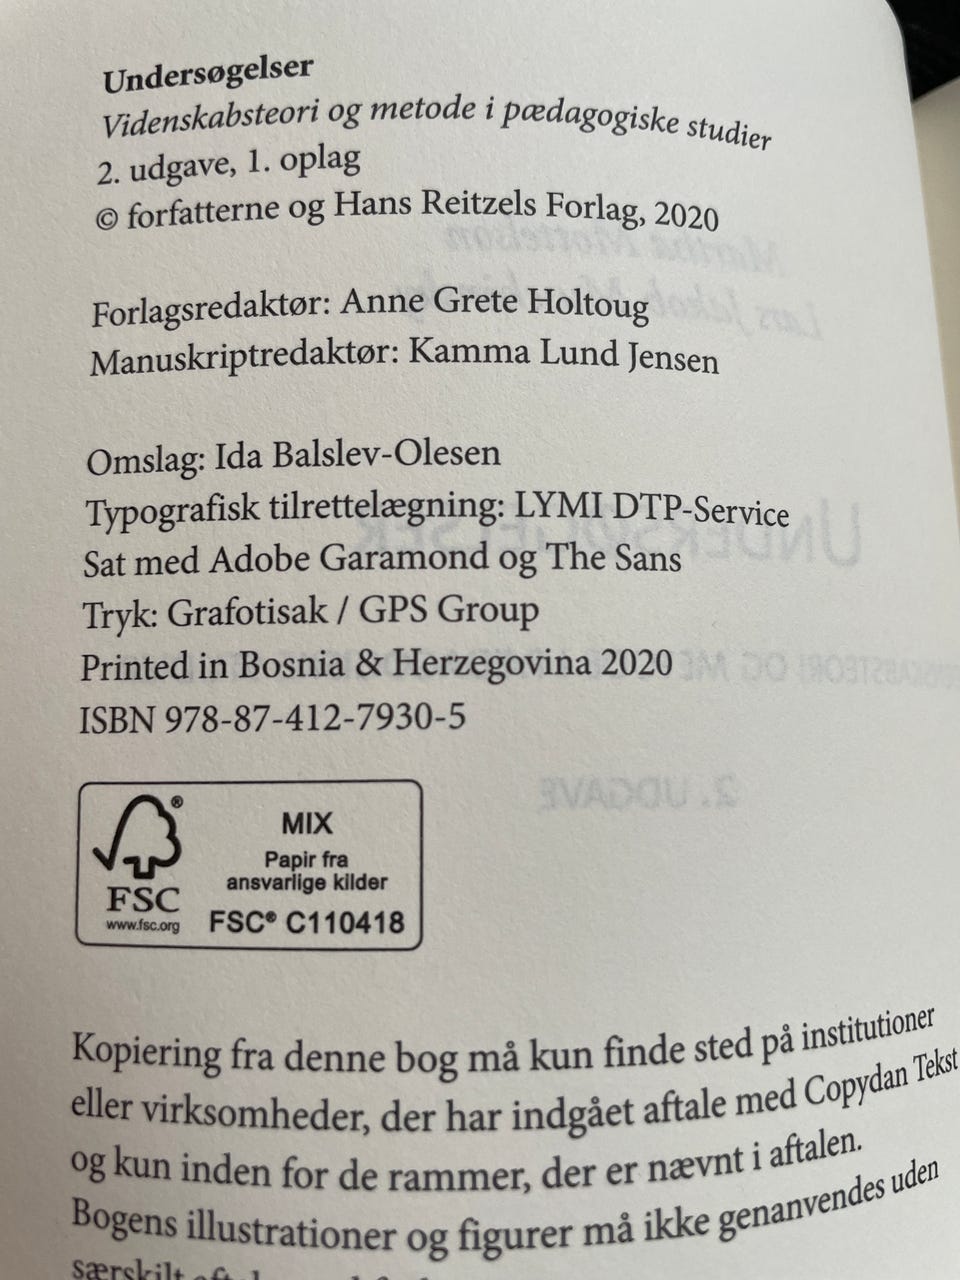 Undersøgelser
Videnskabsteori og metode i pædagogiske studier
2. udgave, 1. oplag
© forfatterne og Hans Reitzels Forlag, 2020
Forlagsredaktør: Anne Grete Holtoug
Manuskriptredaktør: Kamma Lund Jensen
Omslag: Ida Balslev-Olesen
Typografisk tilrettelægning: LYMI DTP-Service
Sat med Adobe Garamond og The Sans
Tryk: Grafotisak / GPS Group
Printed in Bosnia & Herzegovina 2020
ISBN 978-87-412-7930-5
2. UDGAVE
FSC®
www.fsc.org
MIX
Papir fra
ansvarlige kilder
FSC® C110418
Kopiering fra denne bog må kun finde sted på institutioner
eller virksomheder, der har indgået aftale med Copydan Tekst
og kun inden for de rammer, der er nævnt i aftalen.
Bogens illustrationer og figurer må ikke genanvendes uden
særskilt